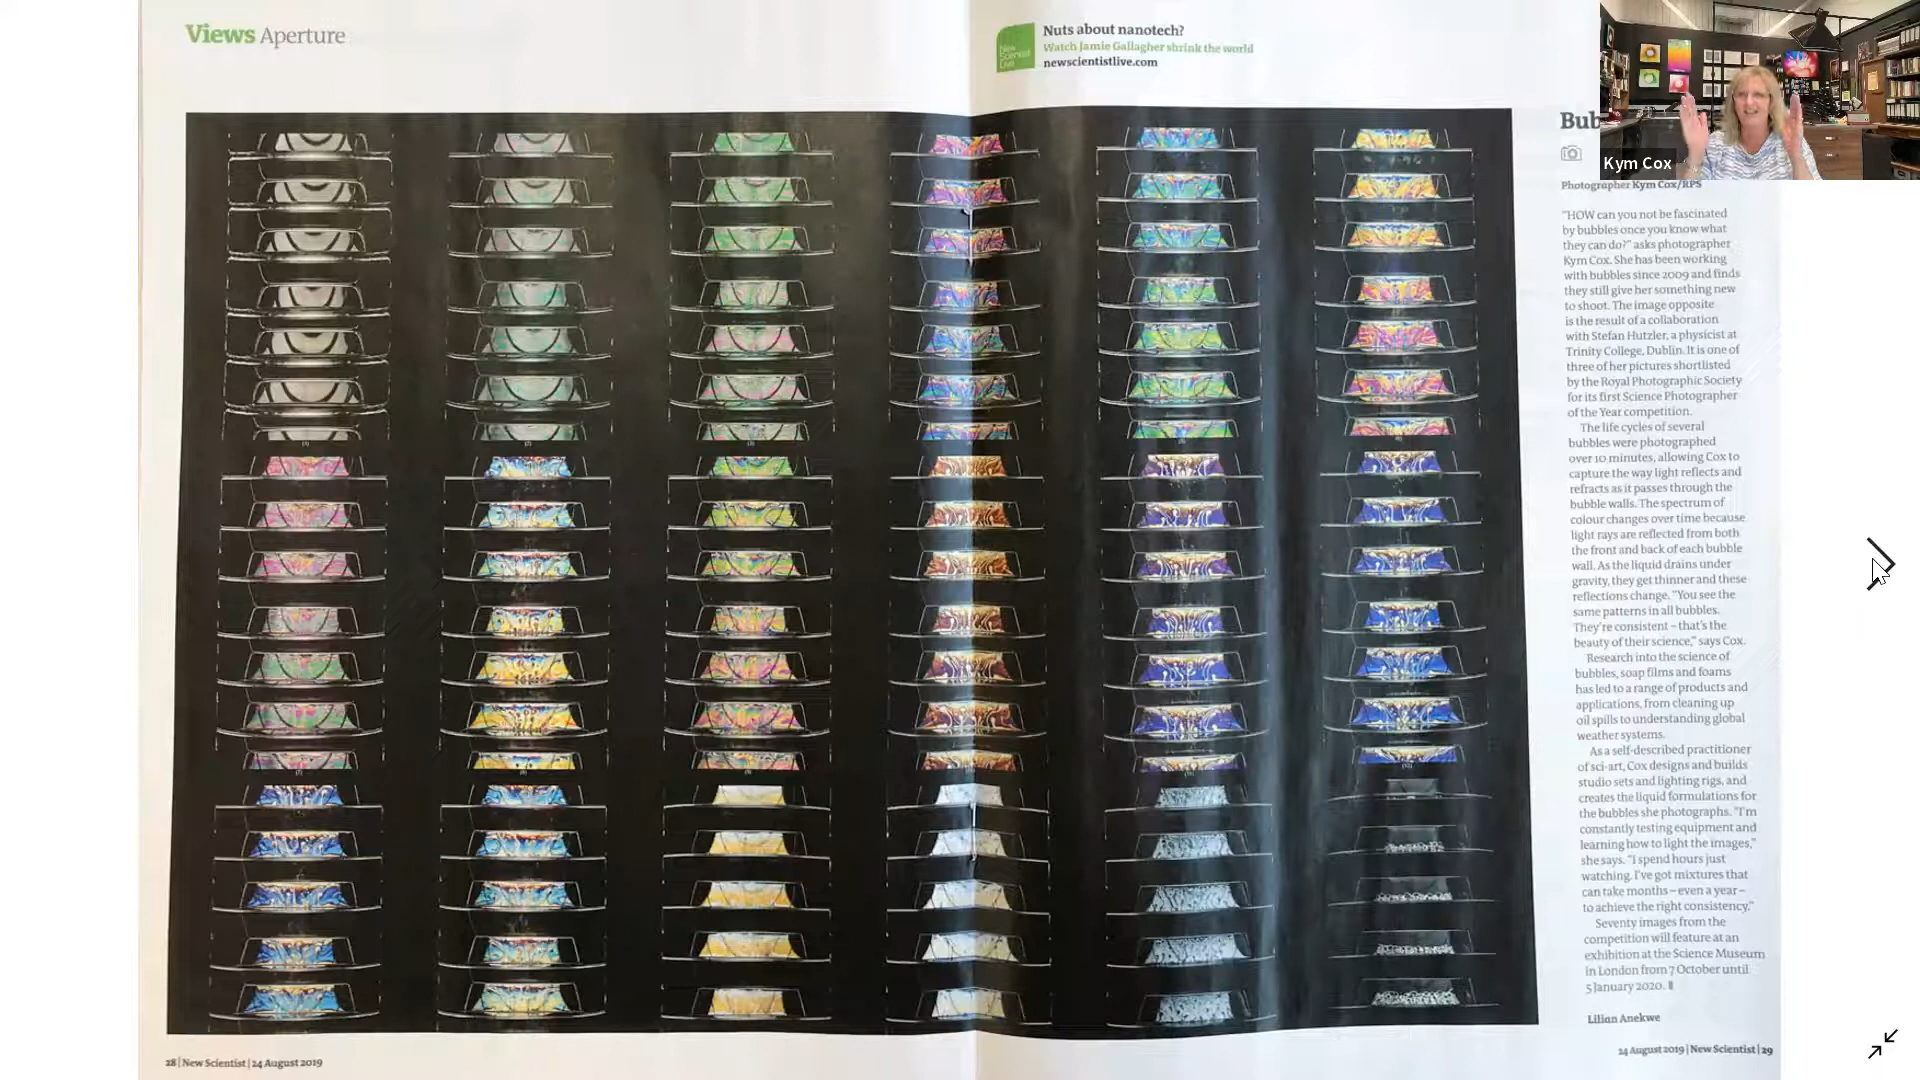 Views Aperture
New
Scientist
Live
Nuts about nanotech?
Watch Jamie Gallagher shrink the world
newscientistlive.com
Kym Cox
Bub
Photographer Kym Cox/RPS
"HOW can you not be fascinated
by bubbles once you know what
they can do?" asks photographer
Kym Cox. She has been working
with bubbles since 2009 and finds
they still give her something new
to shoot. The image opposite
is the result of a collaboration
with Stefan Hutzler, a physicist at
Trinity College, Dublin. It is one of
three of her pictures shortlisted
by the Royal Photographic Society
for its first Science Photographer
of the Year competition.
The life cycles of several
bubbles were photographed
over 10 minutes, allowing Cox to
capture the way light reflects and
refracts as it passes through the
bubble walls. The spectrum of
colour changes over time because
light rays are reflected from both
the front and back of each bubble
wall. As the liquid drains under
gravity, they get thinner and these
reflections change. "You see the
same patterns in all bubbles.
They're consistent – that's the
beauty of their science," says Cox.
Research into the science of
bubbles, soap films and foams
has led to a range of products and
applications, from cleaning up
oil spills to understanding global
weather systems.
As a self-described practitioner
of sci-art, Cox designs and builds
studio sets and lighting rigs, and
creates the liquid formulations for
the bubbles she photographs. "I'm
constantly testing equipment and
learning how to light the images,"
she says. "I spend hours just
watching. I've got mixtures that
can take months – even a year –
to achieve the right consistency."
Seventy images from the
competition will feature at an
exhibition at the Science Museum
in London from 7 October until
5 January 2020.
Lilian Anekwe
28 | New Scientist | 24 August 2019
24 August 2019 | New Scientist | 29